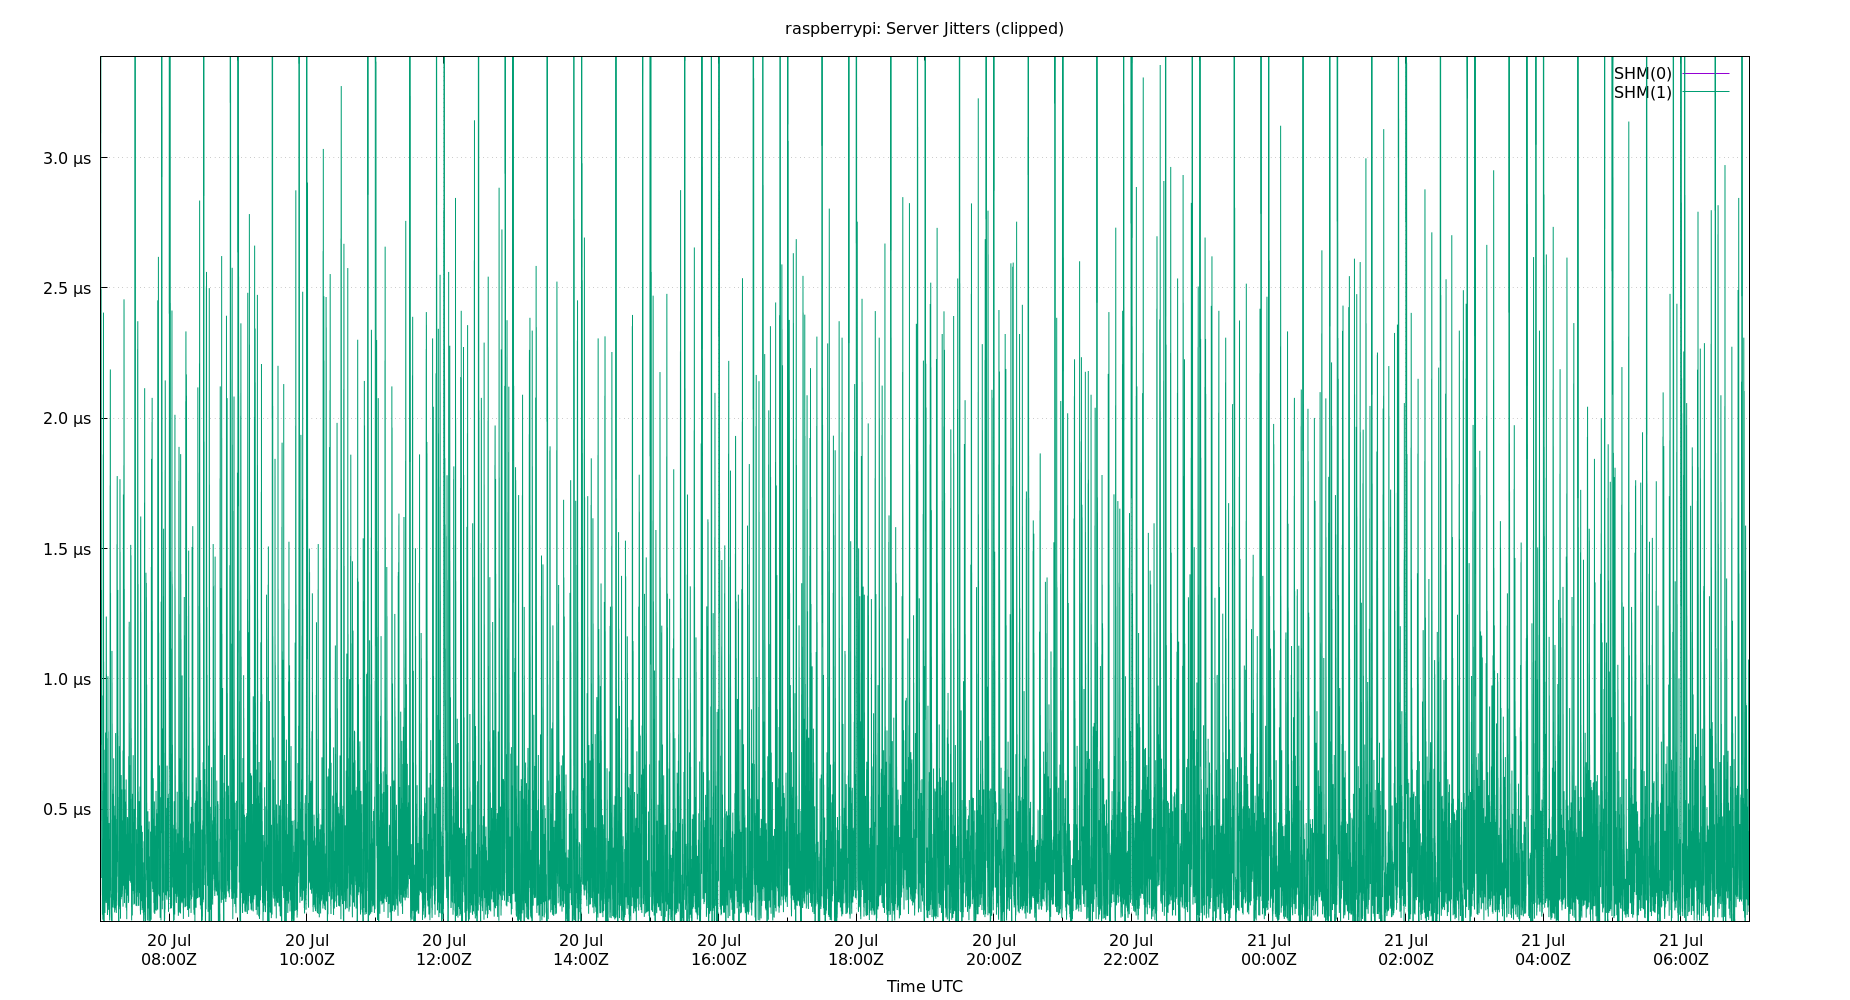 raspberrypi: Server Jitters (clipped)
SHM(0)
SHM(1)
3.0 μs
2.5 μs
2.0 μs
1.5 μs
1.0 μs
0.5 μs
20 Jul 20 Jul 20 Jul 20 Jul 20 Jul 20 Jul 20 Jul 20 Jul 21 Jul 21 Jul 21 Jul 21 Jul
08:00Z 10:00Z 12:00Z 14:00Z 16:00Z 18:00Z 20:00Z 22:00Z 00:00Z 02:00Z 04:00Z 06:00Z
Time UTC